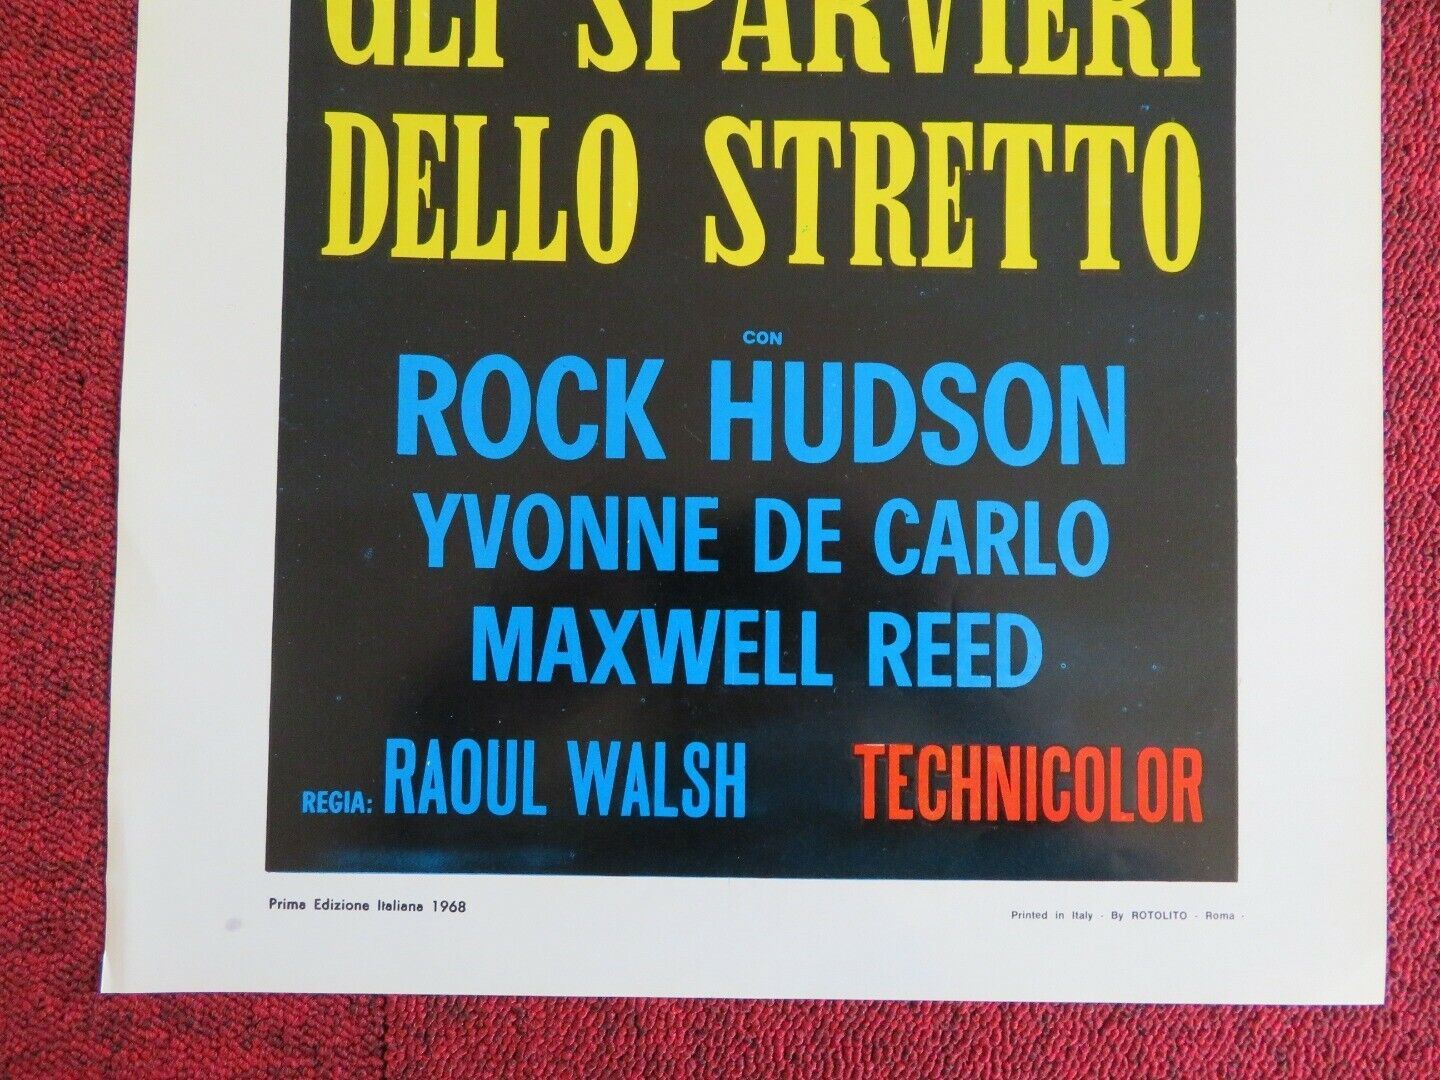 GLI SPARVIERI
DELLO STRETTO
CON
ROCK HUDSON
YVONNE DE CARLO
MAXWELL REED
REGIA: RAOUL WALSH
TECHNICOLOR
Prima Edizione Italiana 1968
Printed in Italy - By ROTOLITO - Roma -